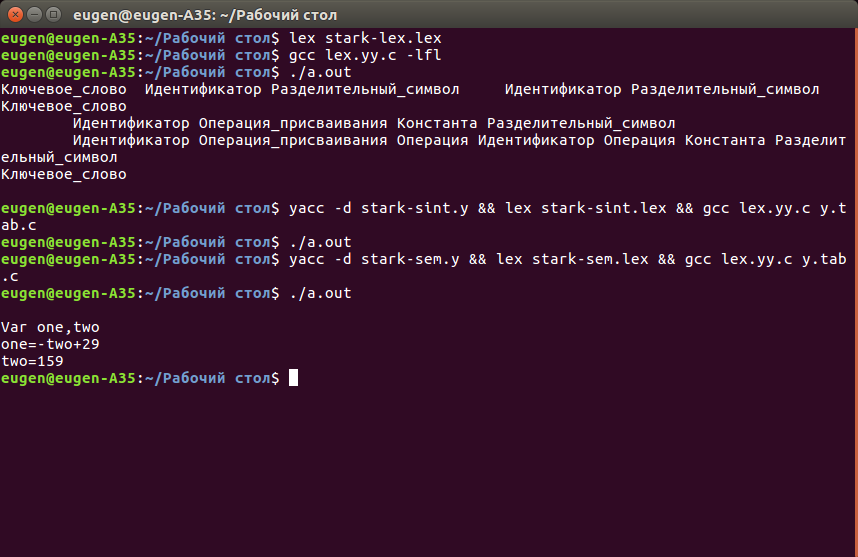 eugen@eugen-A35: ~/Рабочий стол
eugen@eugen-A35:~/Рабочий стол$ lex stark-lex.lex
eugen@eugen-A35:~/Рабочий стол$ gcc lex.yy.c -lfl
eugen@eugen-A35:~/Рабочий стол$ ./a.out
Ключевое_слово  Идентификатор Разделительный_символ     Идентификатор Разделительный_символ
Ключевое_слово
        Идентификатор Операция_присваивания Константа Разделительный_символ
        Идентификатор Операция_присваивания Операция Идентификатор Операция Константа Разделит
ельный_символ
Ключевое_слово
eugen@eugen-A35:~/Рабочий стол$ yacc -d stark-sint.y && lex stark-sint.lex && gcc lex.yy.c y.t
ab.c
eugen@eugen-A35:~/Рабочий стол$ ./a.out
eugen@eugen-A35:~/Рабочий стол$ yacc -d stark-sem.y && lex stark-sem.lex && gcc lex.yy.c y.tab
.c
eugen@eugen-A35:~/Рабочий стол$ ./a.out
Var one,two
one=-two+29
two=159
eugen@eugen-A35:~/Рабочий стол$